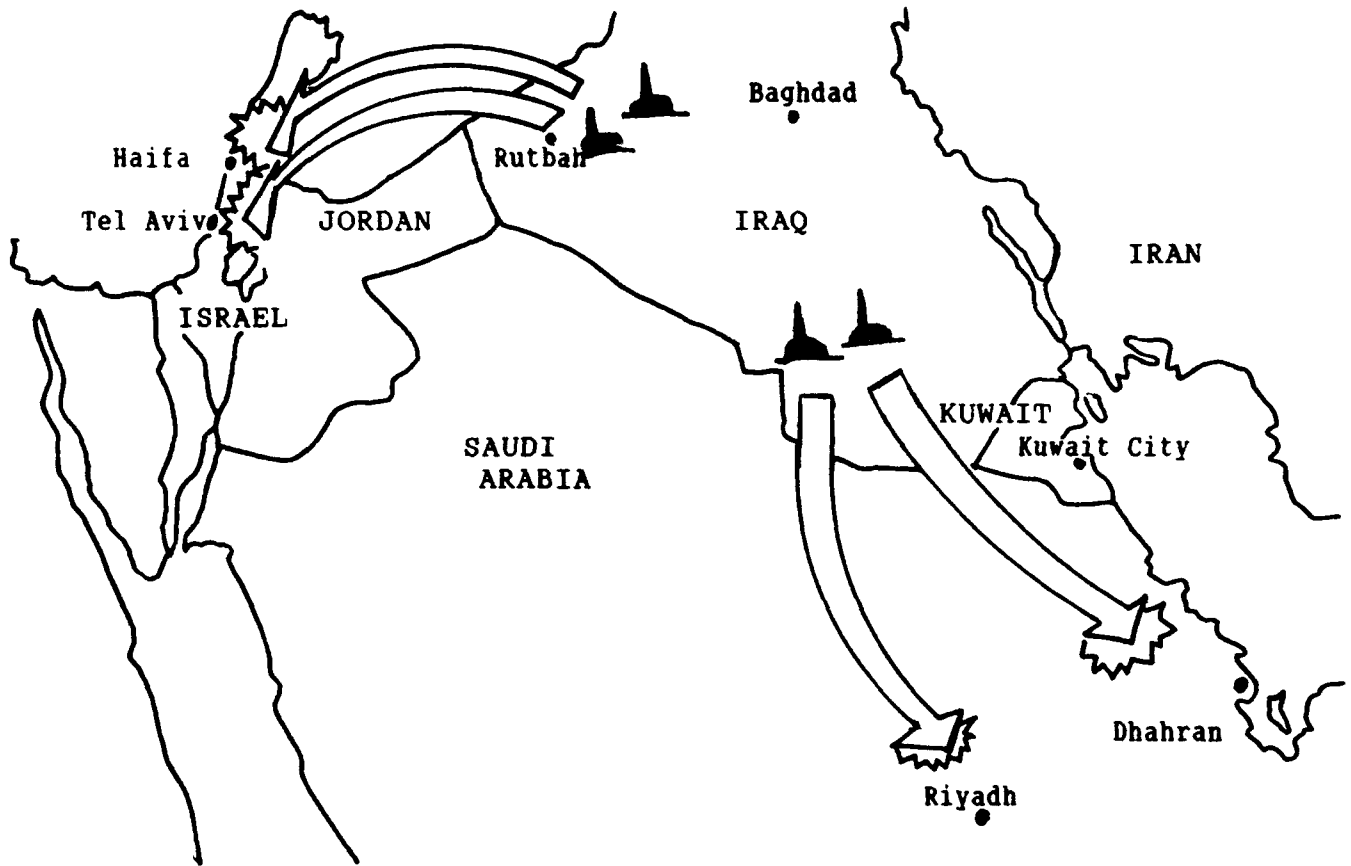 Baghdad
Haifa
Rutbah
Tel Aviv
JORDAN
IRAQ
IRAN
ISRAEL
KUWAIT
Kuwait City
SAUDI
ARABIA
Dhahran
Riyadh